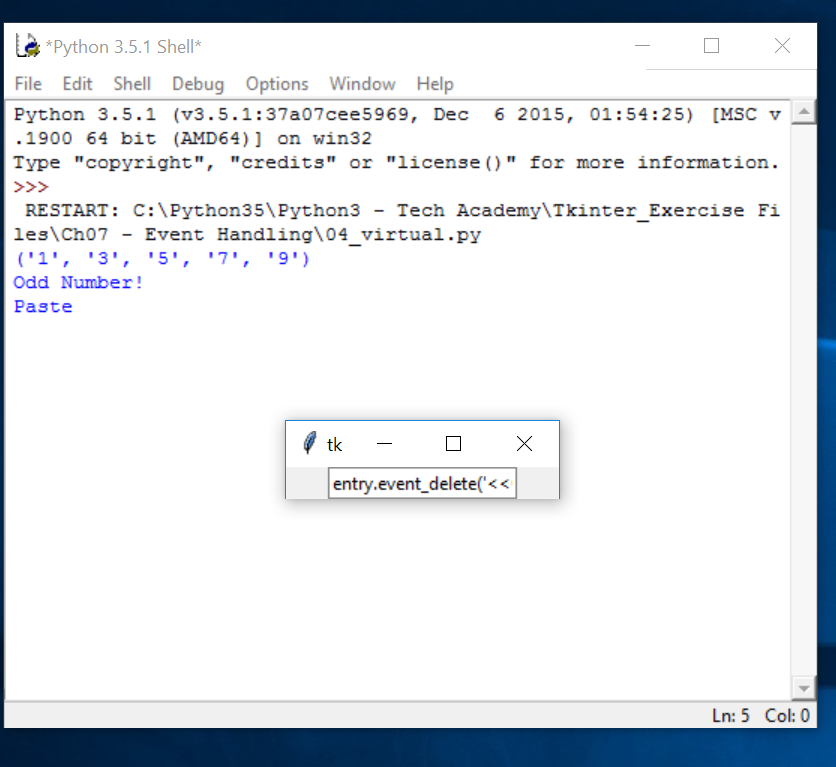 *Python 3.5.1 Shell*
File Edit Shell Debug Options Window Help
Python 3.5.1 (v3.5.1:37a07cee5969, Dec  6 2015, 01:54:25) [MSC v
.1900 64 bit (AMD64)] on win32
Type "copyright", "credits" or "license()" for more information.
>>>
 RESTART: C:\Python35\Python3 - Tech Academy\Tkinter_Exercise Fi
les\Ch07 - Event Handling\04_virtual.py
('1', '3', '5', '7', '9')
Odd Number!
Paste
tk
entry.event_delete('<<
Ln: 5 Col: 0